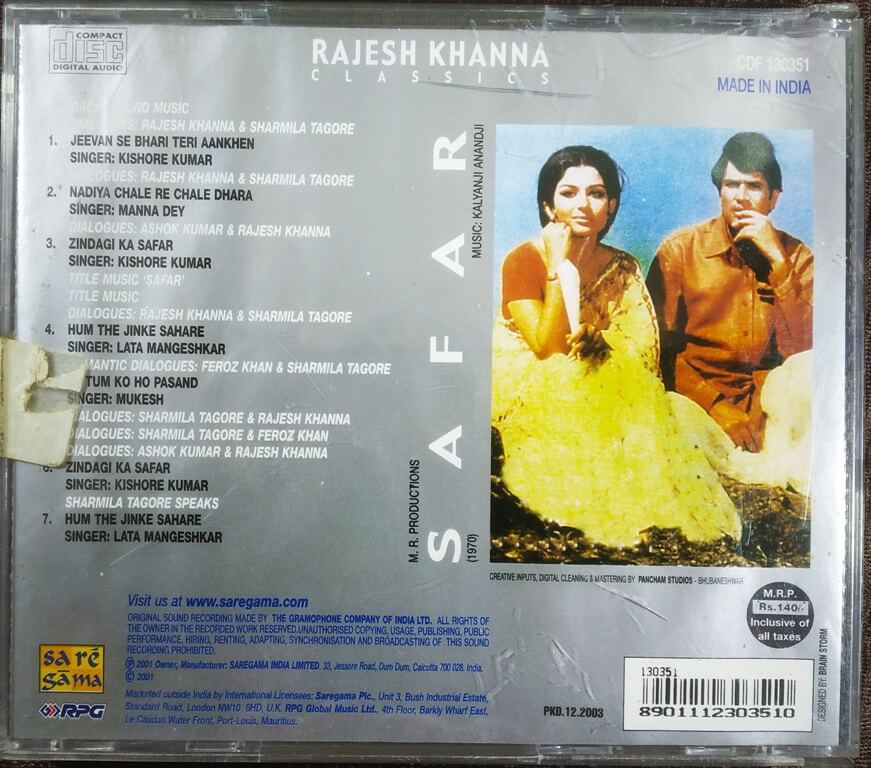 COMPACT
disc
DIGITAL AUDIO
RAJESH KHANNA
CLASSICS
CDF 130351
MADE IN INDIA
MUSIC
DIALOGUES: RAJESH KHANNA & SHARMILA TAGORE
1. JEEVAN SE BHARI TERI AANKHEN
SINGER: KISHORE KUMAR
DIALOGUES: RAJESH KHANNA & SHARMILA TAGORE
2. NADIYA CHALE RE CHALE DHARA
SINGER: MANNA DEY
DIALOGUES: ASHOK KUMAR & RAJESH KHANNA
3. ZINDAGI KA SAFAR
SINGER: KISHORE KUMAR
TITLE MUSIC 'SAFAR'
TITLE MUSIC
DIALOGUES: RAJESH KHANNA & SHARMILA TAGORE
4. HUM THE JINKE SAHARE
SINGER: LATA MANGESHKAR
DIALOGUES: FEROZ KHAN & SHARMILA TAGORE
TUM KO HO PASAND
SINGER: MUKESH
DIALOGUES: SHARMILA TAGORE & RAJESH KHANNA
DIALOGUES: SHARMILA TAGORE & FEROZ KHAN
DIALOGUES: ASHOK KUMAR & RAJESH KHANNA
6. ZINDAGI KA SAFAR
SINGER: KISHORE KUMAR
SHARMILA TAGORE SPEAKS
7. HUM THE JINKE SAHARE
SINGER: LATA MANGESHKAR
M. R. PRODUCTIONS
SAFAR
(1970)
MUSIC: KALYANJI ANANDJI
CREATIVE INPUTS, DIGITAL CLEANING & MASTERING BY PANCHAM STUDIOS - BHUBANESHWAR
M.R.P.
Rs.140/-
Inclusive of
all taxes
DESIGNED BY: BRAIN STORM
Visit us at www.saregama.com
ORIGINAL SOUND RECORDING MADE BY THE GRAMOPHONE COMPANY OF INDIA LTD. ALL RIGHTS OF
THE OWNER IN THE RECORDED WORK RESERVED.UNAUTHORISED COPYING, USAGE, PUBLISHING, PUBLIC
PERFORMANCE, HIRING, RENTING, ADAPTING, SYNCHRONISATION AND BROADCASTING OF THIS SOUND
RECORDING PROHIBITED.
℗ 2001 Owner, Manufacturer: SAREGAMA INDIA LIMITED. 33, Jessore Road, Dum Dum, Calcutta 700 028. India.
© 2001
Marketed outside India by International Licensees: Saregama Plc., Unit 3, Bush Industrial Estate,
Standard Road, London NW10 6HD, U.K. RPG Global Music Ltd., 4th Floor, Barkly Wharf East,
Le Caudan Water Front, Port-Louis, Mauritius.
sa rē
gāma
RPG
PKD.12.2003
130351
8901112303510